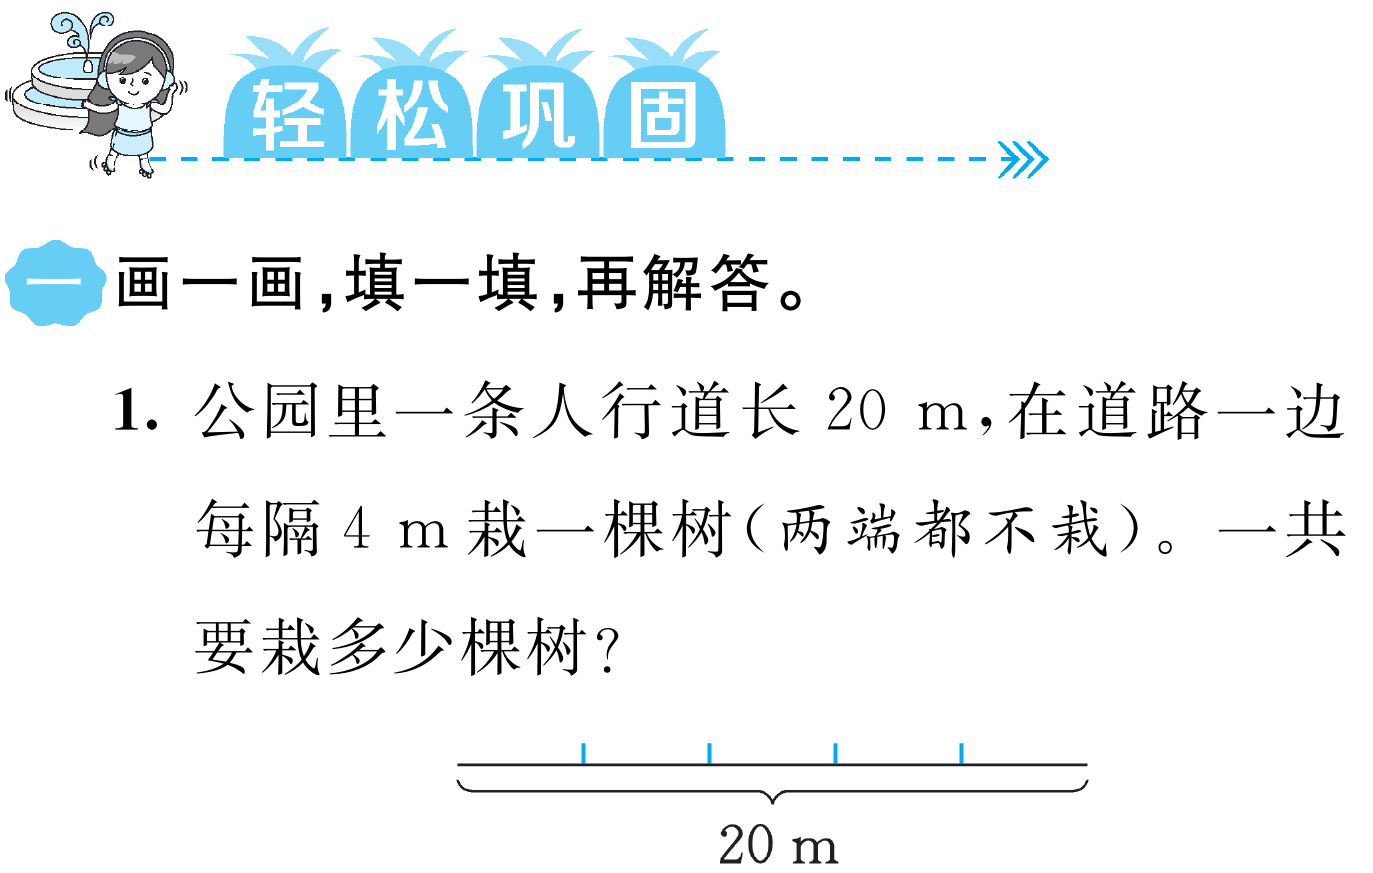 轻松巩固
一 画一画,填一填,再解答。
1. 公园里一条人行道长 20 m,在道路一边
每隔 4 m 栽一棵树(两端都不栽)。一共
要栽多少棵树?
20 m